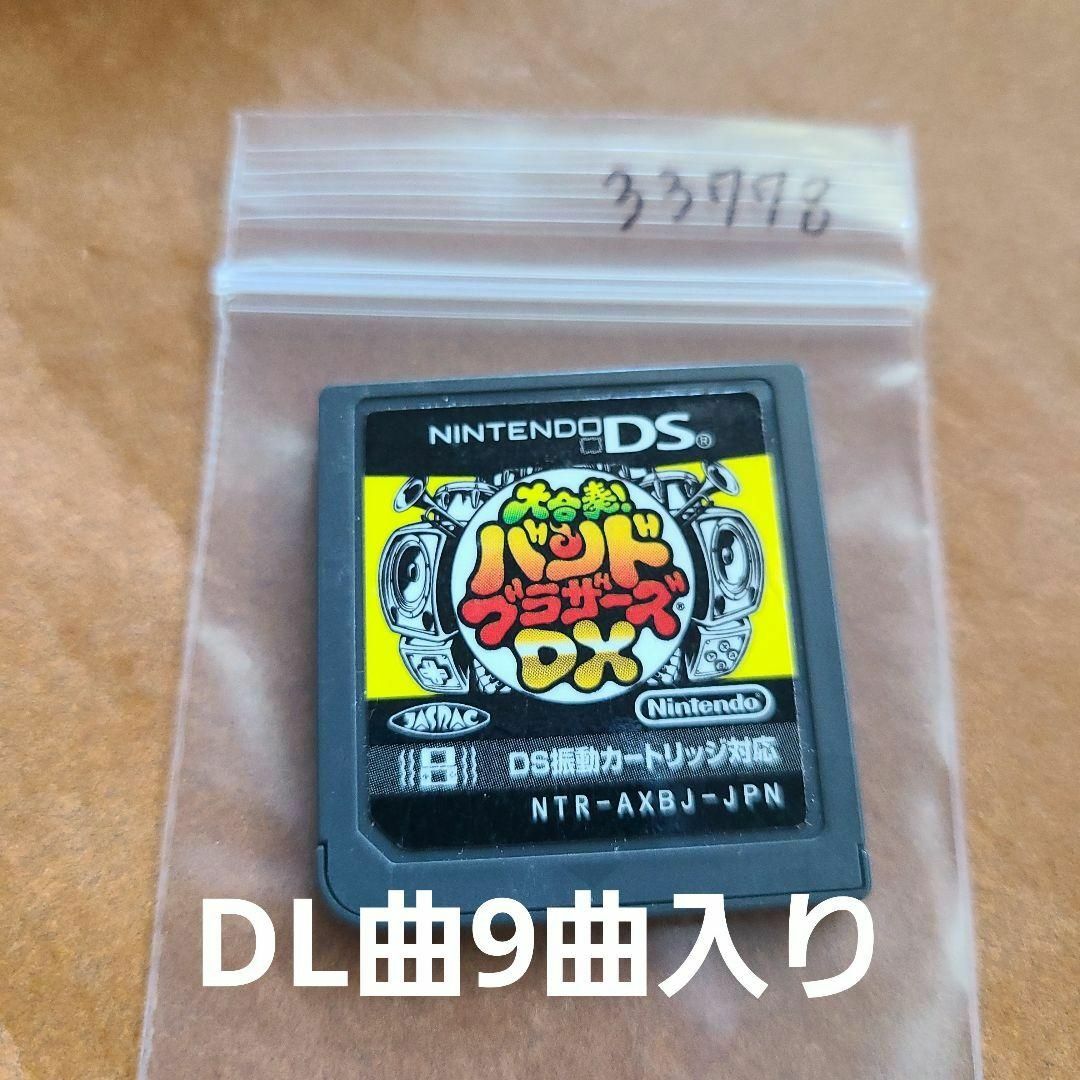 33778
NINTENDO DS®
大合奏!
バンド
ブラザーズ®
DX
JASRAC
Nintendo
DS振動カートリッジ対応
NTR-AXBJ-JPN
DL曲9曲入り